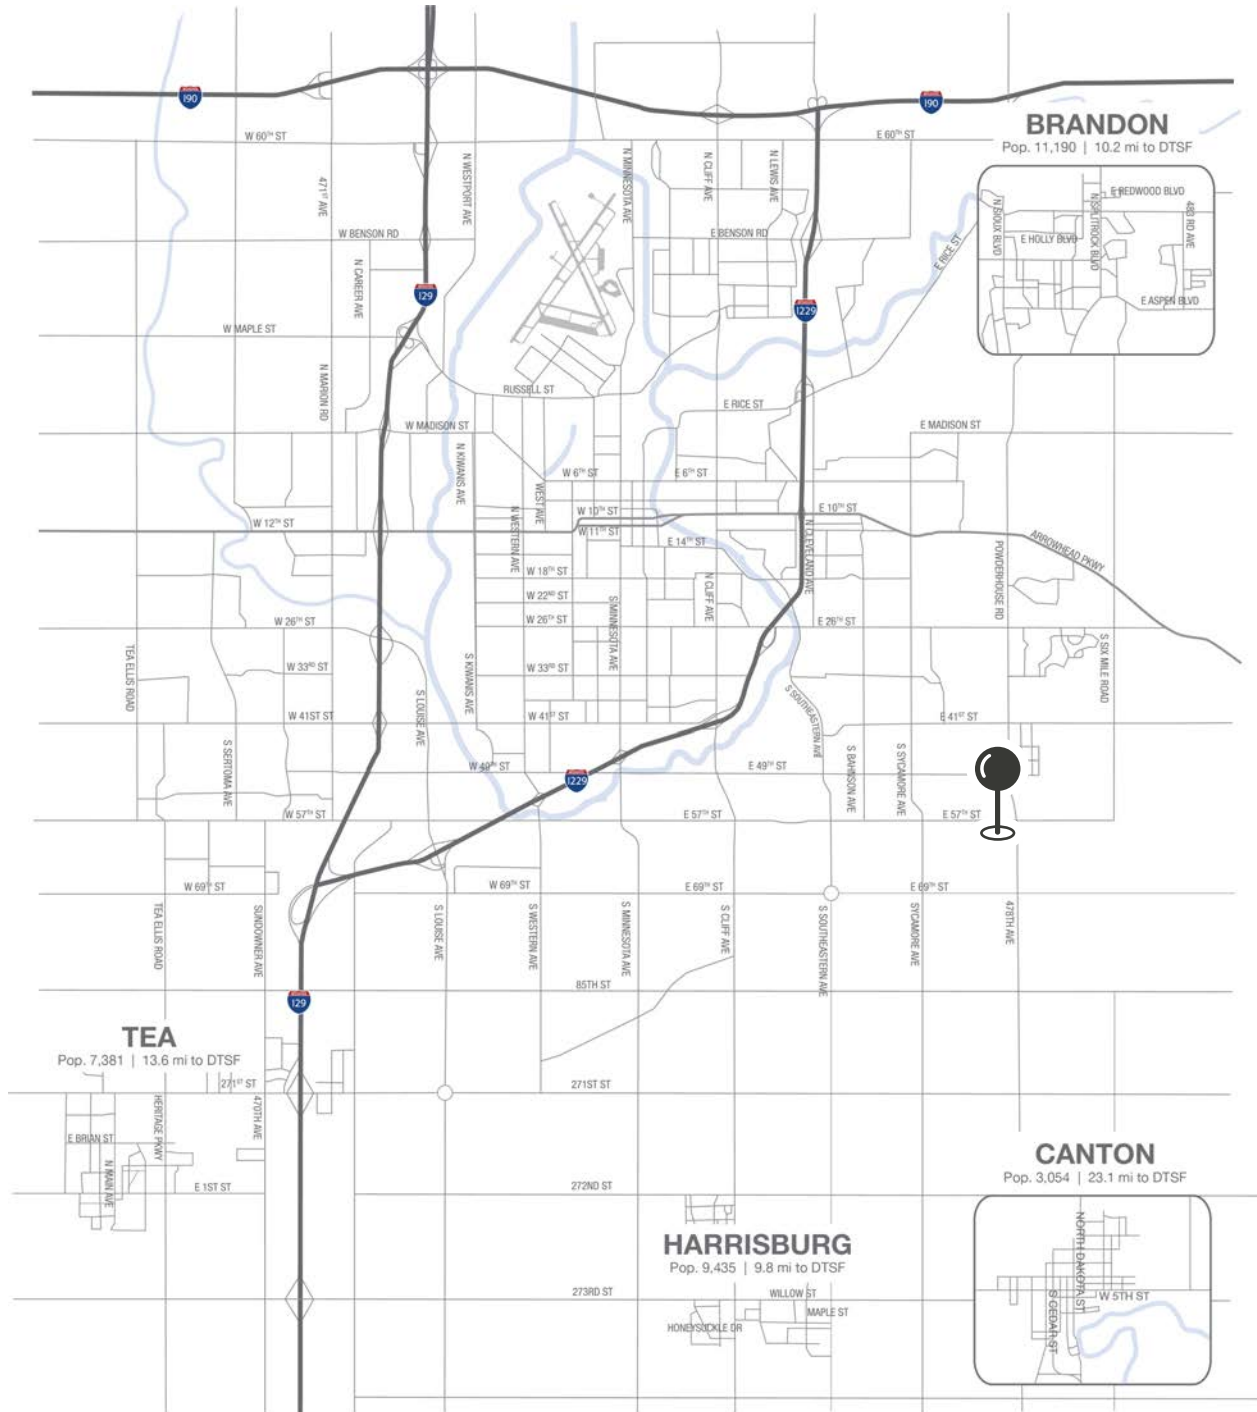 190
190
BRANDON
Pop. 11,190 | 10.2 mi to DTSF
E REDWOOD BLVD
N SIOUX BLVD
N SPLITROCK BLVD
483 RD AVE
E HOLLY BLVD
E ASPEN BLVD
W 60TH ST
E 60TH ST
471ST AVE
N WESTPORT AVE
N MINNESOTA AVE
N CLIFF AVE
N LEWIS AVE
W BENSON RD
E BENSON RD
E RICE ST
N CAREER AVE
129
1229
W MAPLE ST
N MARION RD
RUSSELL ST
E RICE ST
W MADISON ST
E MADISON ST
N KIWANIS AVE
W 6TH ST
E 6TH ST
WEST AVE
N WESTERN AVE
W 10TH ST
E 10TH ST
W 12TH ST
W 11TH ST
E 14TH ST
N CLEVELAND AVE
POWDERHOUSE RD
ARROWHEAD PKWY
W 18TH ST
N CLIFF AVE
W 22ND ST
S MINNESOTA AVE
W 26TH ST
W 26TH ST
E 26TH ST
TEA ELLIS ROAD
W 33RD ST
S KIWANIS AVE
W 33RD ST
S SIX MILE ROAD
S LOUISE AVE
S SOUTHEASTERN AVE
W 41ST ST
W 41ST ST
E 41ST ST
S SERTOMA AVE
S BAHNSON AVE
S SYCAMORE AVE
W 49TH ST
E 49TH ST
1229
W 57TH ST
E 57TH ST
E 57TH ST
W 69TH ST
W 69TH ST
E 69TH ST
E 69TH ST
TEA ELLIS ROAD
SUNDOWNER AVE
S LOUISE AVE
S WESTERN AVE
S MINNESOTA AVE
S CLIFF AVE
S SOUTHEASTERN AVE
SYCAMORE AVE
478TH AVE
85TH ST
129
TEA
Pop. 7,381 | 13.6 mi to DTSF
271ST ST
271ST ST
HERITAGE PKWY
470TH AVE
E BRIAN ST
N MAIN AVE
E 1ST ST
272ND ST
CANTON
Pop. 3,054 | 23.1 mi to DTSF
NORTH DAKOTA ST
S CEDAR ST
W 5TH ST
HARRISBURG
Pop. 9,435 | 9.8 mi to DTSF
273RD ST
WILLOW ST
MAPLE ST
HONEYSUCKLE DR